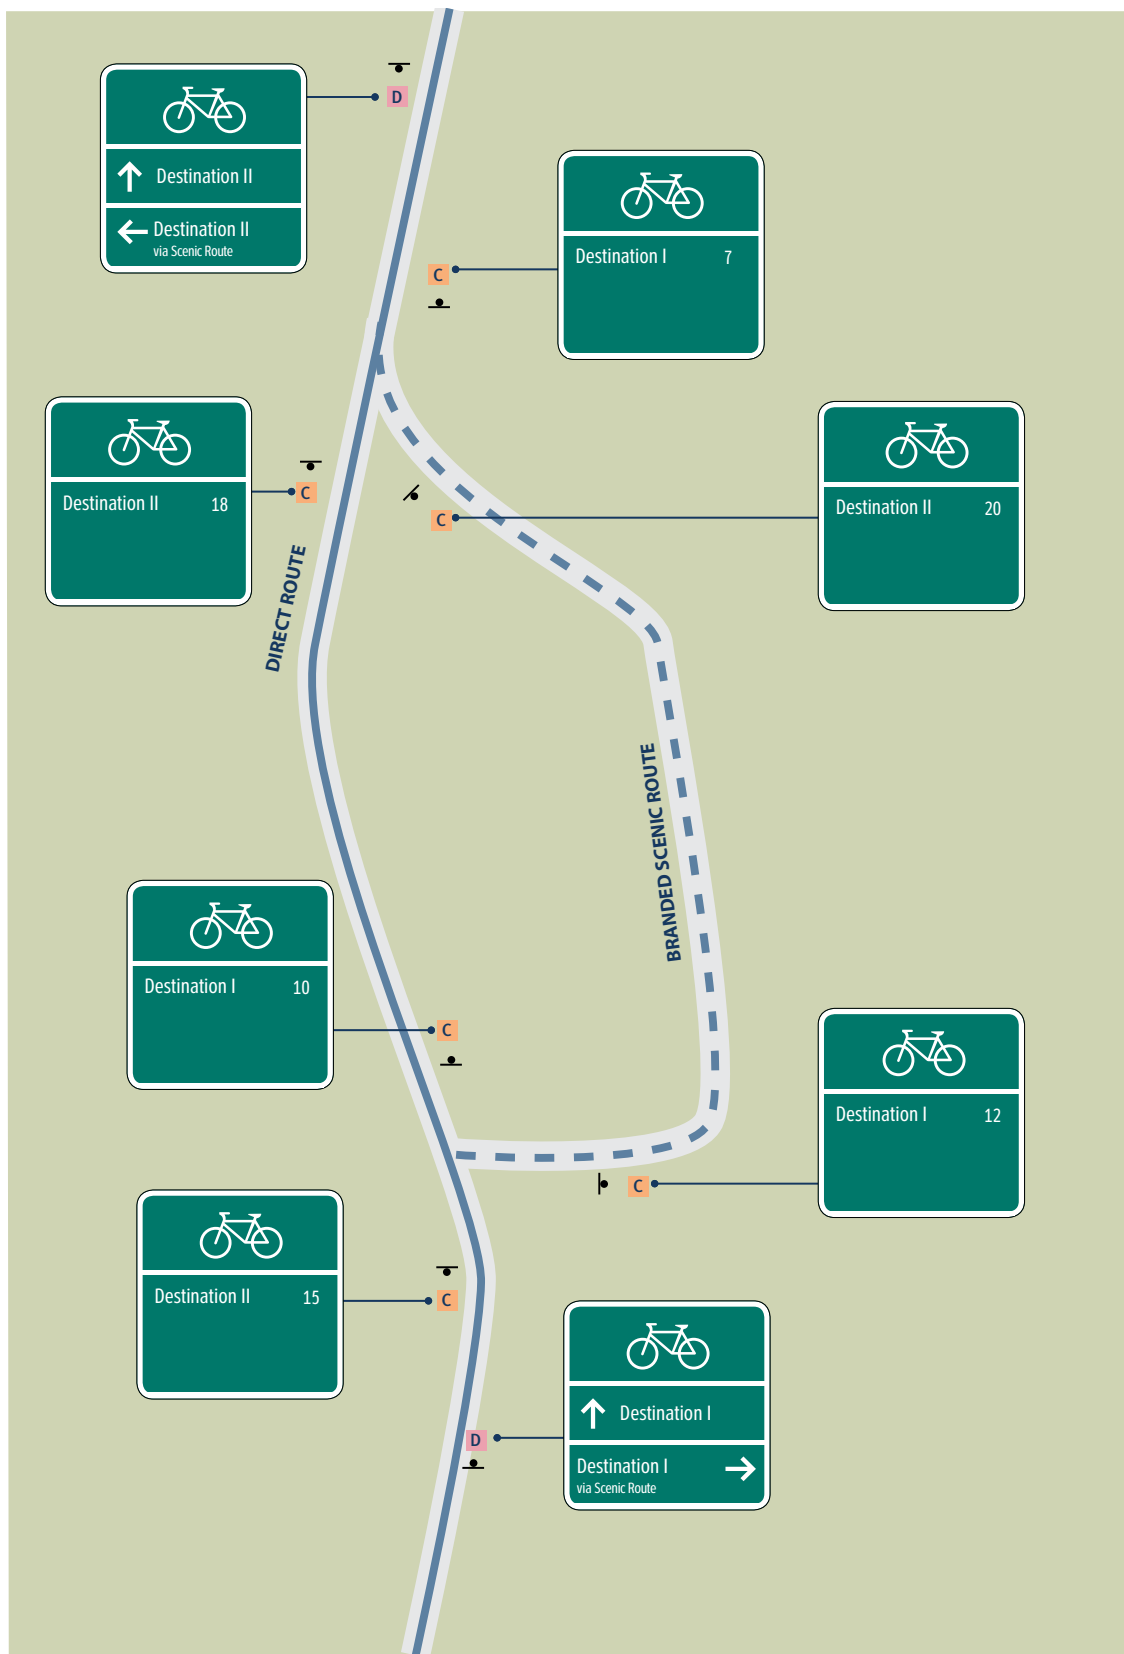 D
Destination II
Destination II
via Scenic Route
Destination I 7
C
Destination II 18
C
Destination II 20
C
DIRECT ROUTE
BRANDED SCENIC ROUTE
Destination I 10
C
Destination I 12
C
Destination II 15
C
D
Destination I
Destination I
via Scenic Route